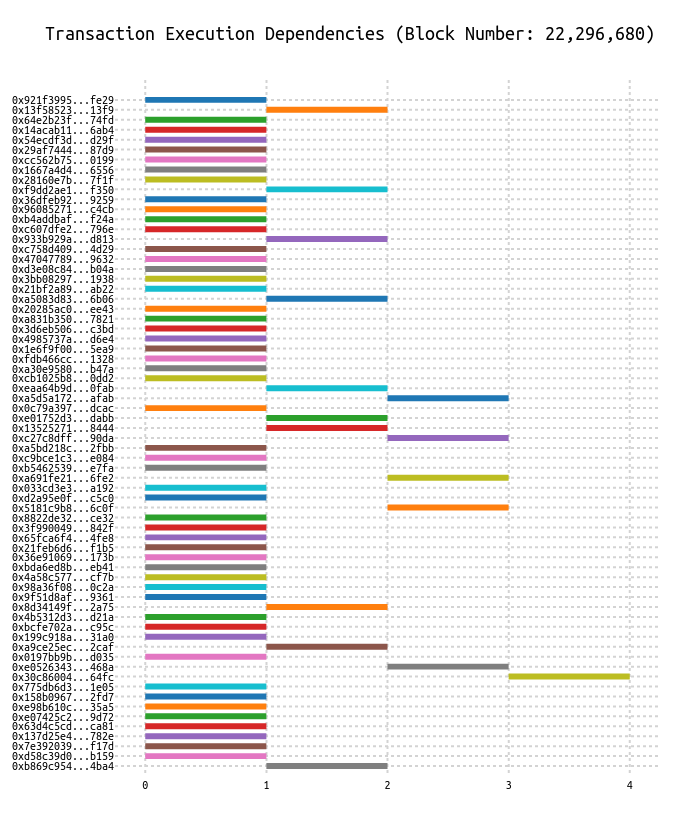 Transaction Execution Dependencies (Block Number: 22,296,680)
0x921f3995...fe29
0x13f58523...13f9
0x64e2b23f...74fd
0x14acab11...6ab4
0x54ecdf3d...d29f
0x29af7444...87d9
0xcc562b75...0199
0x1667a4d4...6556
0x28160e7b...7f1f
0xf9dd2ae1...f350
0x36dfeb92...9259
0x96085271...c4cb
0xb4addbaf...f24a
0xc607dfe2...796e
0x933b929a...d813
0xc758d409...4d29
0x47047789...9632
0xd3e08c84...b04a
0x3bb08297...1938
0x21bf2a89...ab22
0xa5083d83...6b06
0x20285ac0...ee43
0xa831b350...7821
0x3d6eb506...c3bd
0x4985737a...d6e4
0x1e6f9f00...5ea9
0xfdb466cc...1328
0xa30e9580...b47a
0xcb1025b8...0dd2
0xeaa64b9d...0fab
0xa5d5a172...afab
0x0c79a397...dcac
0xe01752d3...dabb
0x13525271...8444
0xc27c8dff...90da
0xa5bd218c...2fbb
0xc9bce1c3...e084
0xb5462539...e7fa
0xa691fe21...6fe2
0x033cd3e3...a192
0xd2a95e0f...c5c0
0x5181c9b8...6c0f
0x8822de32...ce32
0x3f990049...842f
0x65fca6f4...4fe8
0x21feb6d6...f1b5
0x36e91069...173b
0xbda6ed8b...eb41
0x4a58c577...cf7b
0x98a36f08...0c2a
0x9f51d8af...9361
0x8d34149f...2a75
0x4b5312d3...d21a
0xbcfe702a...c95c
0x199c918a...31a0
0xa9ce25ec...2caf
0x0197bb9b...d035
0xe0526343...468a
0x30c86004...64fc
0x775db6d3...1e05
0x158b0967...2fd7
0xe98b610c...35a5
0xe07425c2...9d72
0x63d4c5cd...ca81
0x137d25e4...782e
0x7e392039...f17d
0xd58c39d0...b159
0xb869c954...4ba4
0 1 2 3 4